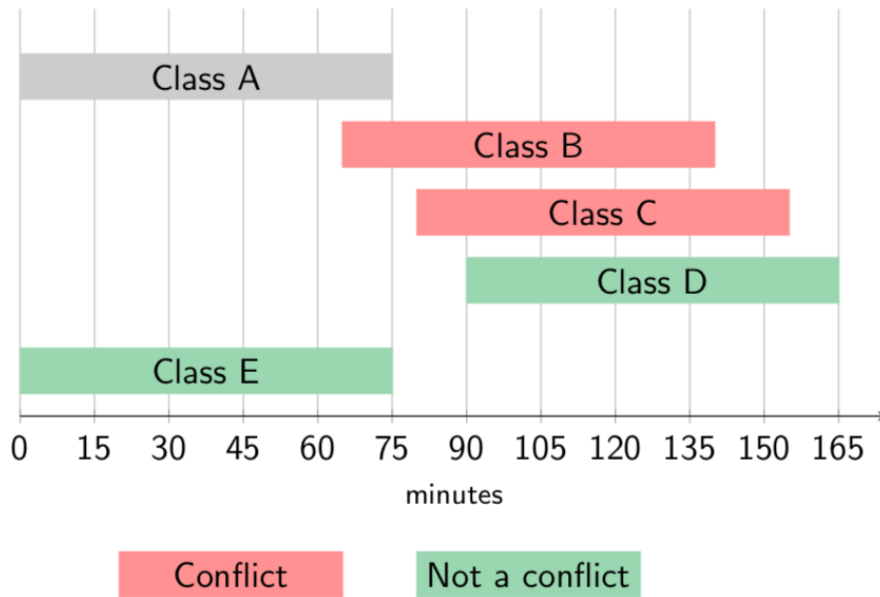 Class A
Class B
Class C
Class D
Class E
0 15 30 45 60 75 90 105 120 135 150 165
minutes
Conflict Not a conflict